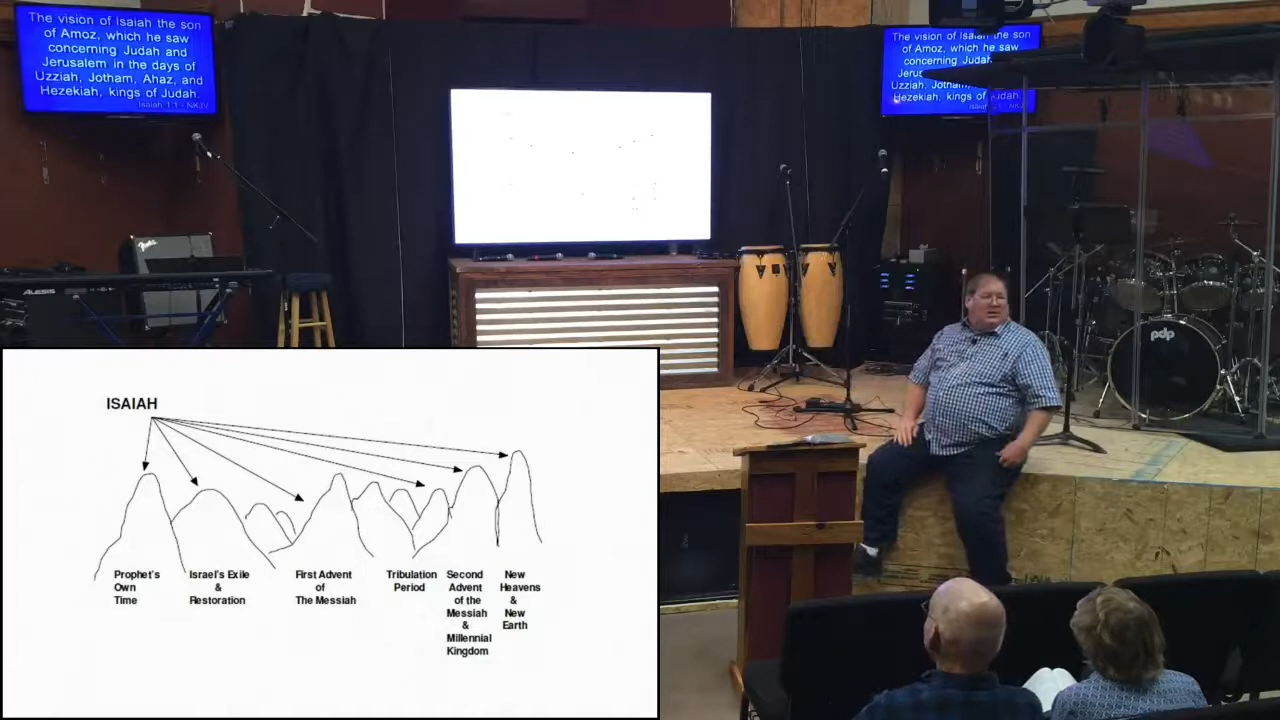 The vision of Isaiah the son
of Amoz, which he saw
concerning Judah and
Jerusalem in the days of
Uzziah, Jotham, Ahaz, and
Hezekiah, kings of Judah.
Isaiah 1:1 - NKJV
The vision of Isaiah the son
of Amoz, which he saw
concerning Judah
Jerus
Uzziah, Jotham,
Hezekiah, kings of Judah.
Fender
ALESIS
pdp
ISAIAH
Prophet's
Own
Time
Israel's Exile
&
Restoration
First Advent
of
The Messiah
Tribulation
Period
Second
Advent
of the
Messiah
&
Millennial
Kingdom
New
Heavens
&
New
Earth